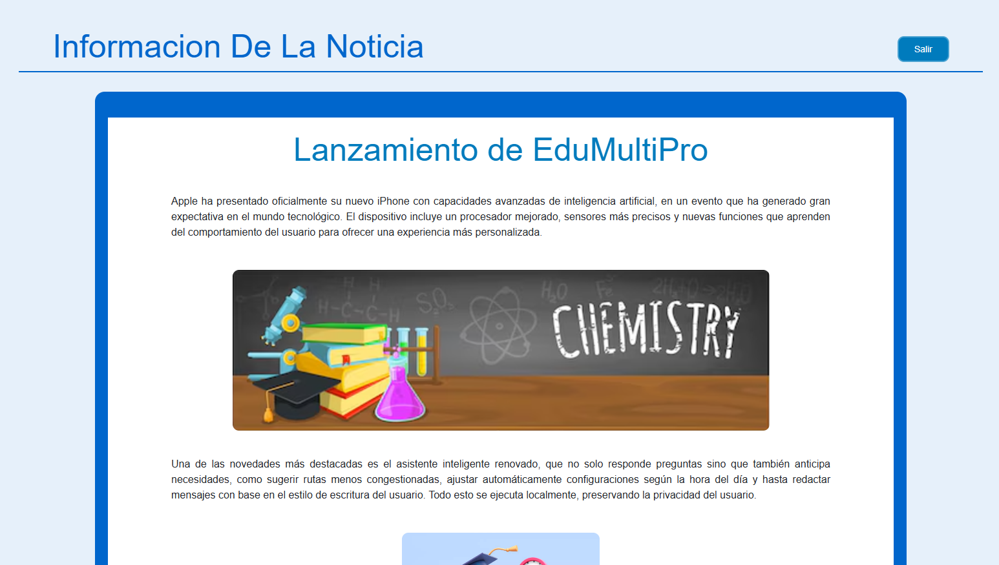 Informacion De La Noticia
Salir
Lanzamiento de EduMultiPro
Apple ha presentado oficialmente su nuevo iPhone con capacidades avanzadas de inteligencia artificial, en un evento que ha generado gran
expectativa en el mundo tecnológico. El dispositivo incluye un procesador mejorado, sensores más precisos y nuevas funciones que aprenden
del comportamiento del usuario para ofrecer una experiencia más personalizada.
H H
H-C-C-H
SO₂
H₂O
CHEMISTRY
Una de las novedades más destacadas es el asistente inteligente renovado, que no solo responde preguntas sino que también anticipa
necesidades, como sugerir rutas menos congestionadas, ajustar automáticamente configuraciones según la hora del día y hasta redactar
mensajes con base en el estilo de escritura del usuario. Todo esto se ejecuta localmente, preservando la privacidad del usuario.